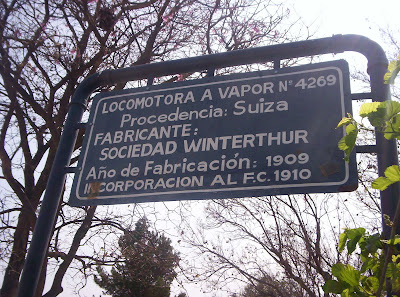 LOCOMOTORA A VAPOR Nº 4269
Procedencia: Suiza
FABRICANTE:
SOCIEDAD WINTERTHUR
Año de Fabricación: 1909
INCORPORACION AL F.C. 1910